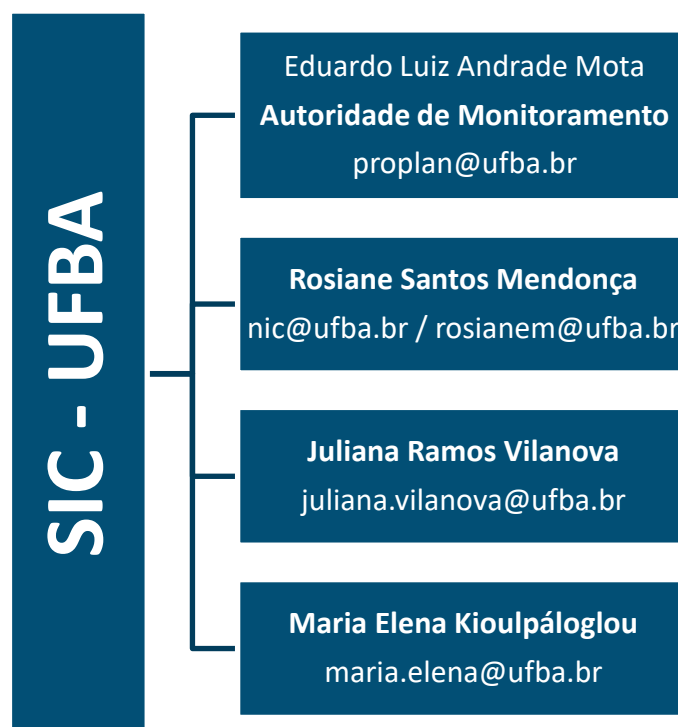 SIC - UFBA
Eduardo Luiz Andrade Mota
Autoridade de Monitoramento
proplan@ufba.br
Rosiane Santos Mendonça
nic@ufba.br / rosianem@ufba.br
Juliana Ramos Vilanova
juliana.vilanova@ufba.br
Maria Elena Kioulpáloglou
maria.elena@ufba.br